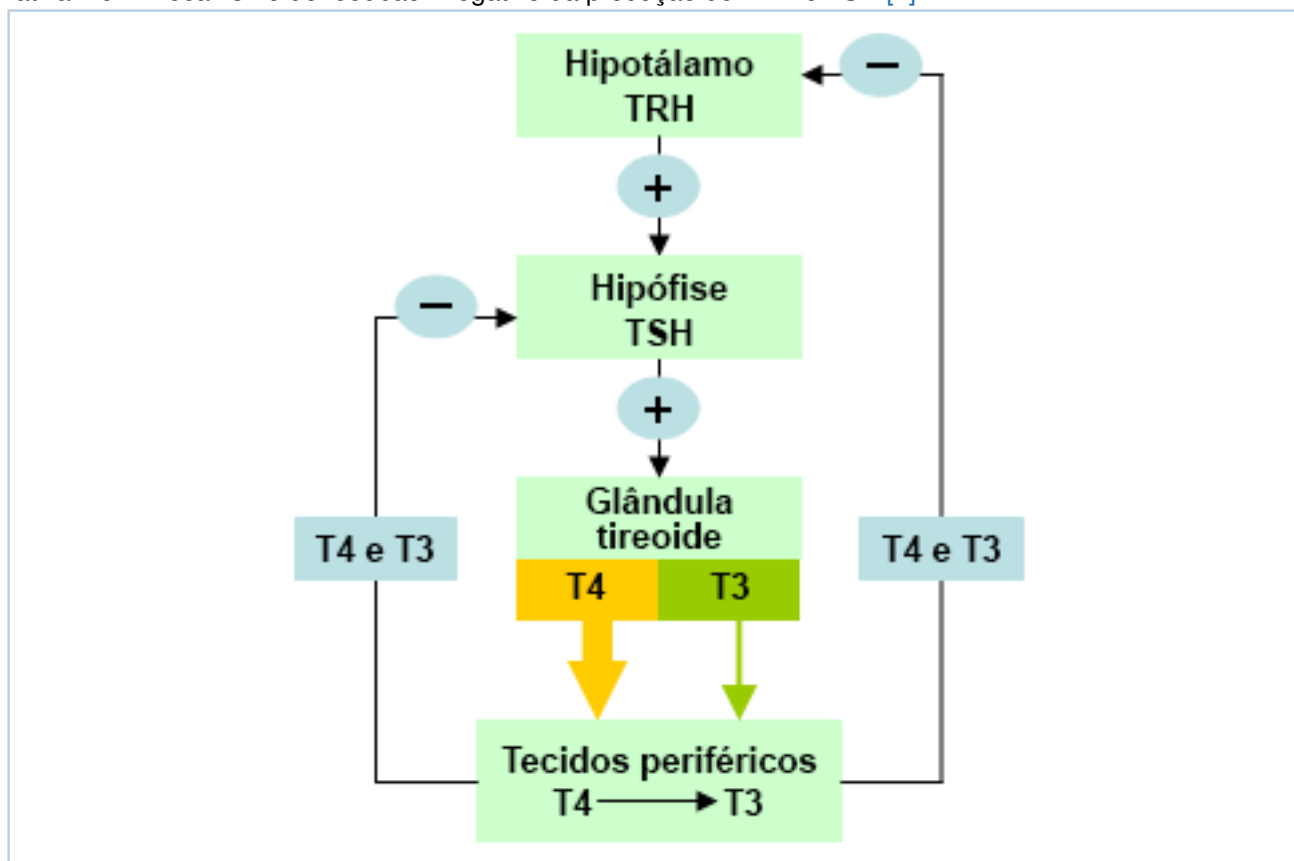 Hipotálamo
TRH
−
+
Hipófise
TSH
−
+
Glândula
tireoide
T4 e T3
T4 e T3
T4 T3
Tecidos periféricos
T4 → T3